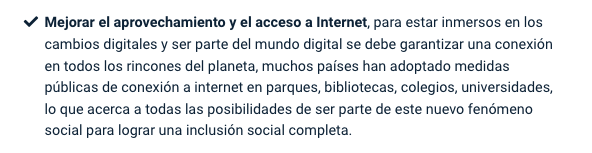 Mejorar el aprovechamiento y el acceso a Internet, para estar inmersos en los
cambios digitales y ser parte del mundo digital se debe garantizar una conexión
en todos los rincones del planeta, muchos países han adoptado medidas
públicas de conexión a internet en parques, bibliotecas, colegios, universidades,
lo que acerca a todas las posibilidades de ser parte de este nuevo fenómeno
social para lograr una inclusión social completa.